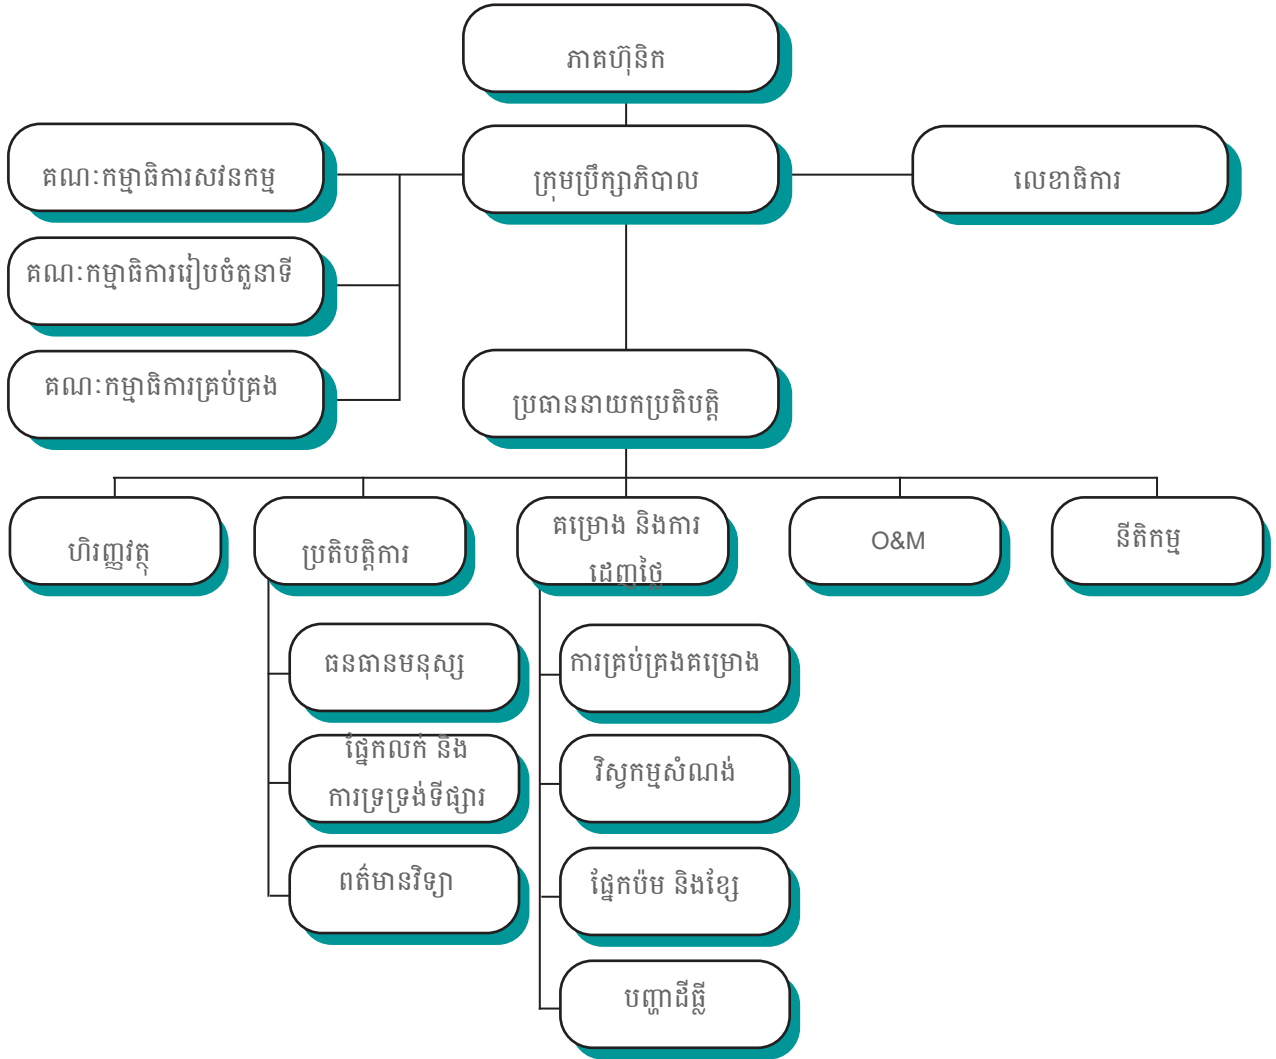 ភាគហ៊ុនិក
គណៈកម្មាធិការសវនកម្ម
ក្រុមប្រឹក្សាភិបាល
លេខាធិការ
គណៈកម្មាធិការរៀបចំតួនាទី
គណៈកម្មាធិការគ្រប់គ្រង
ប្រធាននាយកប្រតិបត្តិ
ហិរញ្ញវត្ថុ
ប្រតិបត្តិការ
គម្រោង និងការ
ដេញថ្លៃ
O&M
នីតិកម្ម
ធនធានមនុស្ស
ផ្នែកលក់ និង
ការទ្រទ្រង់ទីផ្សារ
ពត៌មានវិទ្យា
ការគ្រប់គ្រងគម្រោង
វិស្វកម្មសំណង់
ផ្នែកប៉ម និងខ្សែ
បញ្ហាដីធ្លី